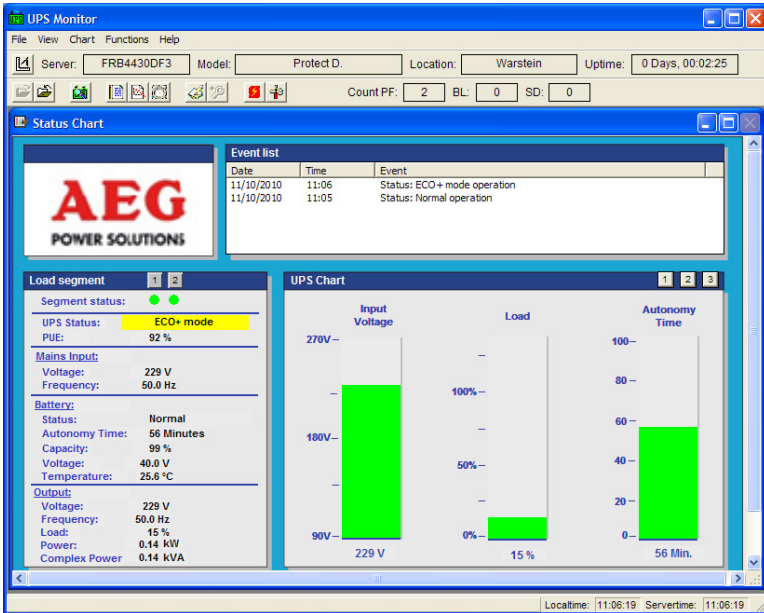 UPS Monitor
File View Chart Functions Help
Server: FRB4430DF3 Model: Protect D. Location: Warstein Uptime: 0 Days, 00:02:25
Count PF: 2 BL: 0 SD: 0
Status Chart
Event list
Date Time Event
11/10/2010 11:06 Status: ECO+ mode operation
11/10/2010 11:05 Status: Normal operation
AEG
POWER SOLUTIONS
Load segment 1 2
Segment status:
UPS Status: ECO+ mode
PUE: 92 %
Mains Input:
Voltage: 229 V
Frequency: 50.0 Hz
Battery:
Status: Normal
Autonomy Time: 56 Minutes
Capacity: 99 %
Voltage: 40.0 V
Temperature: 25.6 °C
Output:
Voltage: 229 V
Frequency: 50.0 Hz
Load: 15 %
Power: 0.14 kW
Complex Power 0.14 kVA
UPS Chart 1 2 3
Input Voltage
270V
180V
90V
229 V
Load
100%
50%
0%
15 %
Autonomy Time
100
80
60
40
20
0
56 Min.
Localtime: 11:06:19 Servertime: 11:06:19